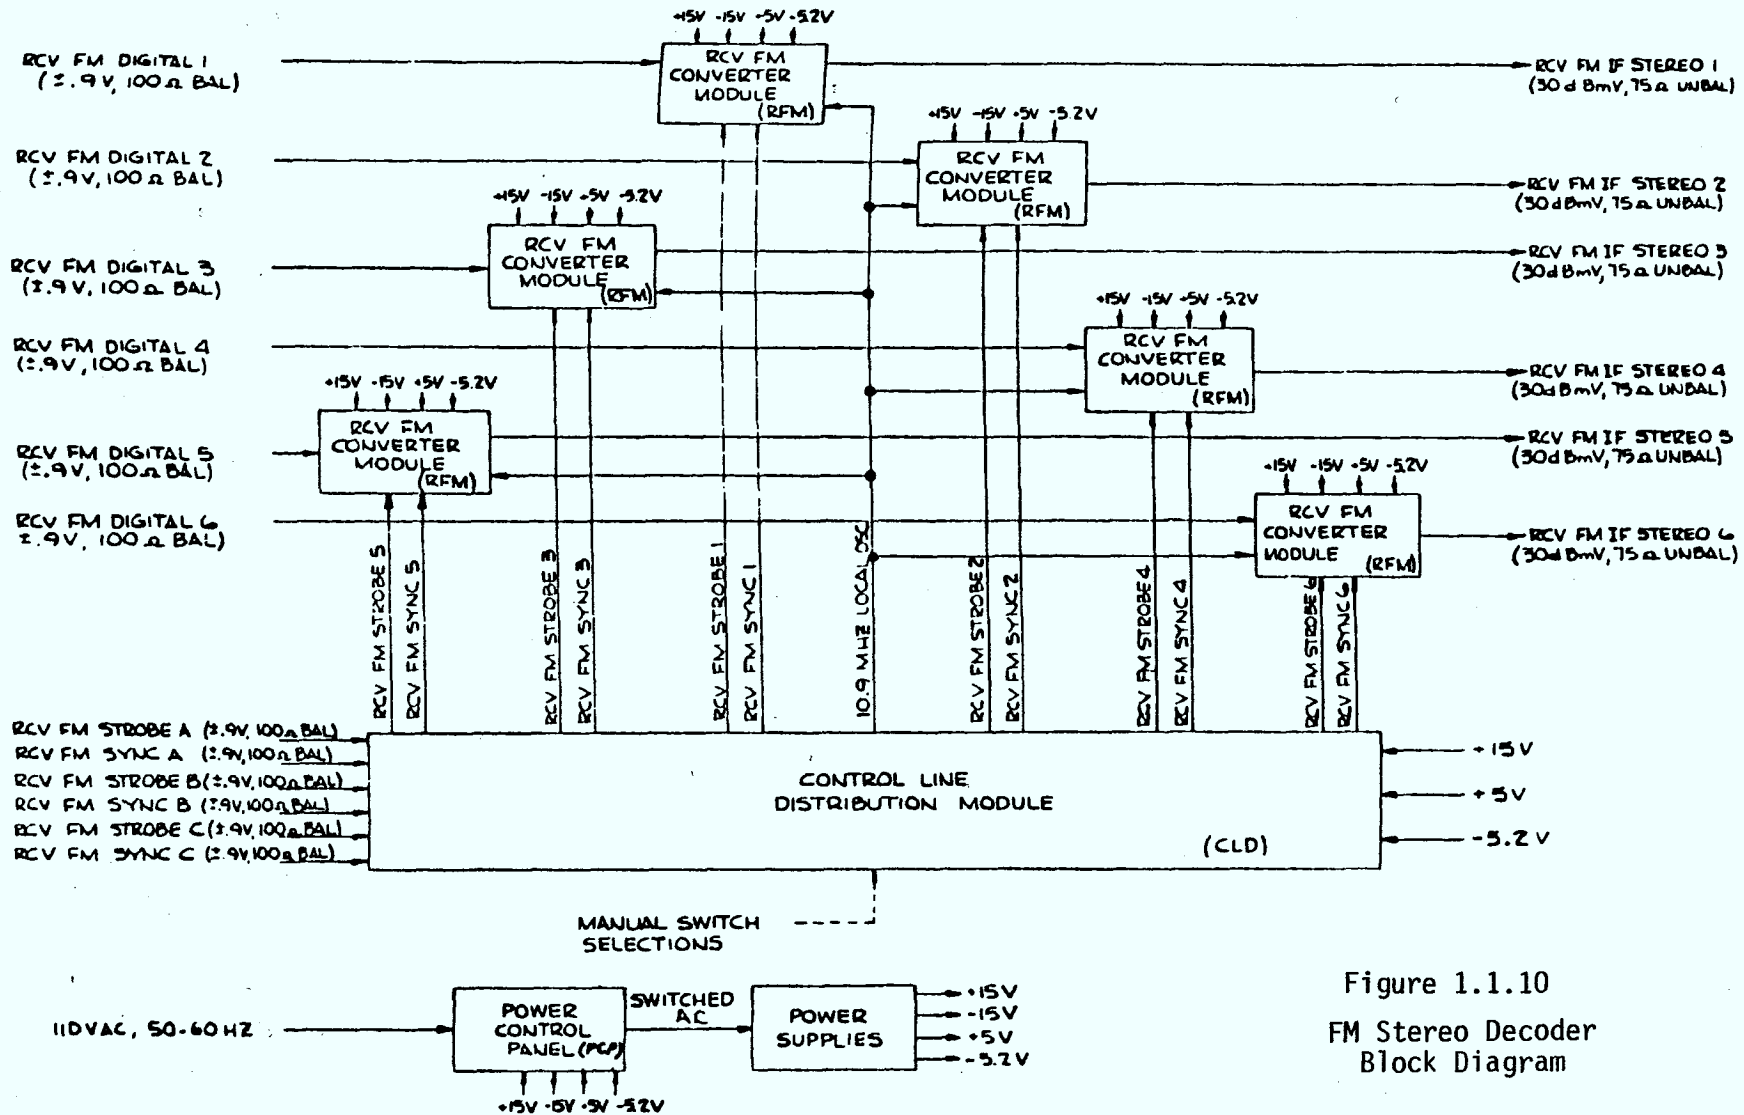 +15V -15V +5V -5.2V
RCV FM DIGITAL 1
(±.9V, 100Ω BAL)
RCV FM
CONVERTER
MODULE
(RFM)
RCV FM IF STEREO 1
(30dBmV, 75Ω UNBAL)
+15V -15V +5V -5.2V
RCV FM DIGITAL 2
(±.9V, 100Ω BAL)
RCV FM
CONVERTER
MODULE
(RFM)
RCV FM IF STEREO 2
(30dBmV, 75Ω UNBAL)
+15V -15V +5V -5.2V
RCV FM DIGITAL 3
(±.9V, 100Ω BAL)
RCV FM
CONVERTER
MODULE
(RFM)
RCV FM IF STEREO 3
(30dBmV, 75Ω UNBAL)
+15V -15V +5V -5.2V
RCV FM DIGITAL 4
(±.9V, 100Ω BAL)
RCV FM
CONVERTER
MODULE
(RFM)
RCV FM IF STEREO 4
(30dBmV, 75Ω UNBAL)
+15V -15V +5V -5.2V
RCV FM DIGITAL 5
(±.9V, 100Ω BAL)
RCV FM
CONVERTER
MODULE
(RFM)
RCV FM IF STEREO 5
(30dBmV, 75Ω UNBAL)
+15V -15V +5V -5.2V
RCV FM DIGITAL 6
±.9V, 100Ω BAL)
RCV FM
CONVERTER
MODULE
(RFM)
RCV FM IF STEREO 6
(30dBmV, 75Ω UNBAL)
RCV FM STROBE 5
RCV FM SYNC 5
RCV FM STROBE 3
RCV FM SYNC 3
RCV FM STROBE 1
RCV FM SYNC 1
10.9 MHZ LOCAL OSC
RCV FM STROBE 2
RCV FM SYNC 2
RCV FM STROBE 4
RCV FM SYNC 4
RCV FM STROBE 6
RCV FM SYNC 6
RCV FM STROBE A (±.9V, 100Ω BAL)
RCV FM SYNC A (±.9V, 100Ω BAL)
RCV FM STROBE B (±.9V, 100Ω BAL)
RCV FM SYNC B (±.9V, 100Ω BAL)
RCV FM STROBE C (±.9V, 100Ω BAL)
RCV FM SYNC C (±.9V, 100Ω BAL)
CONTROL LINE
DISTRIBUTION MODULE
(CLD)
+15V
+5V
-5.2V
MANUAL SWITCH
SELECTIONS
110VAC, 50-60 HZ
POWER
CONTROL
PANEL (PCP)
+15V -15V +5V -5.2V
SWITCHED
AC
POWER
SUPPLIES
+15V
-15V
+5V
-5.2V
Figure 1.1.10
FM Stereo Decoder
Block Diagram